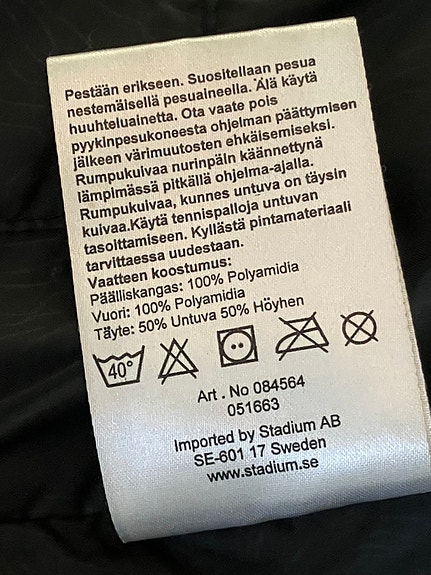 Pestään erikseen. Suositellaan pesua
nestemäisellä pesuaineella. Älä käytä
huuhteluainetta. Ota vaate pois
pyykinpesukoneesta ohjelman päättymisen
jälkeen värimuutosten ehkäisemiseksi.
Rumpukuivaa nurinpäin käännettynä
lämpimässä pitkällä ohjelma-ajalla.
Rumpukuivaa, kunnes untuva on täysin
kuivaa.Käytä tennispalloja untuvan
tasoittamiseen. Kyllästä pintamateriaali
tarvittaessa uudestaan.
Vaatteen koostumus:
Päälliskangas: 100% Polyamidia
Vuori: 100% Polyamidia
Täyte: 50% Untuva 50% Höyhen
40°
Art . No 084564
051663
Imported by Stadium AB
SE-601 17 Sweden
www.stadium.se